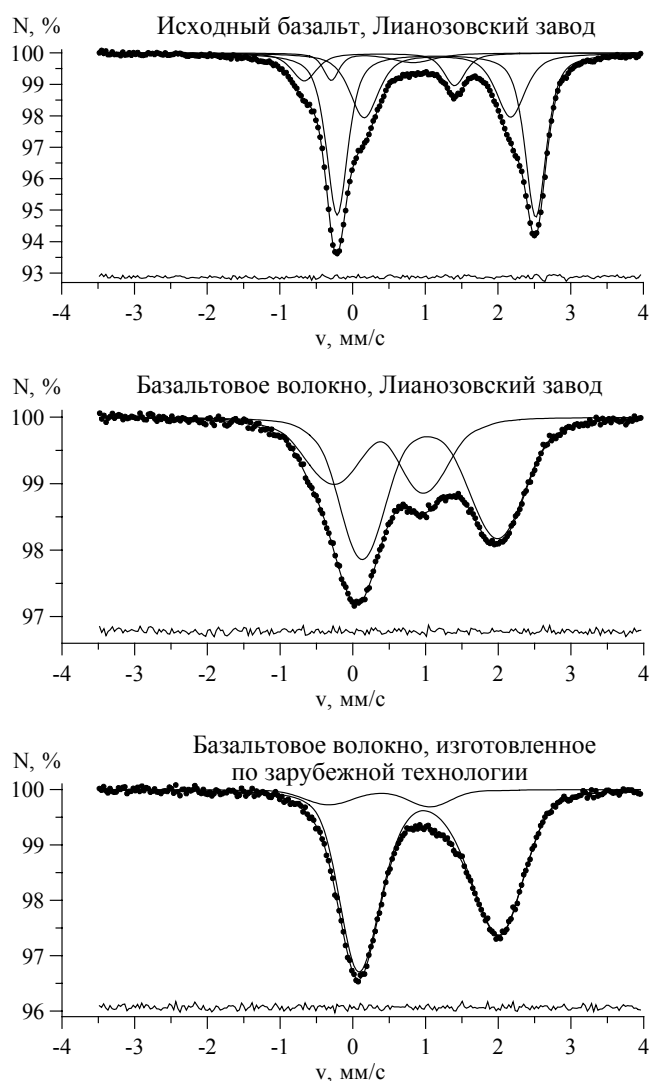 Исходный базальт, Лианозовский завод
N, %
100
99
98
97
96
95
94
93
-4 -3 -2 -1 0 1 2 3 4
v, мм/с
Базальтовое волокно, Лианозовский завод
N, %
100
99
98
97
-4 -3 -2 -1 0 1 2 3 4
v, мм/с
Базальтовое волокно, изготовленное
по зарубежной технологии
N, %
100
99
98
97
96
-4 -3 -2 -1 0 1 2 3 4
v, мм/с